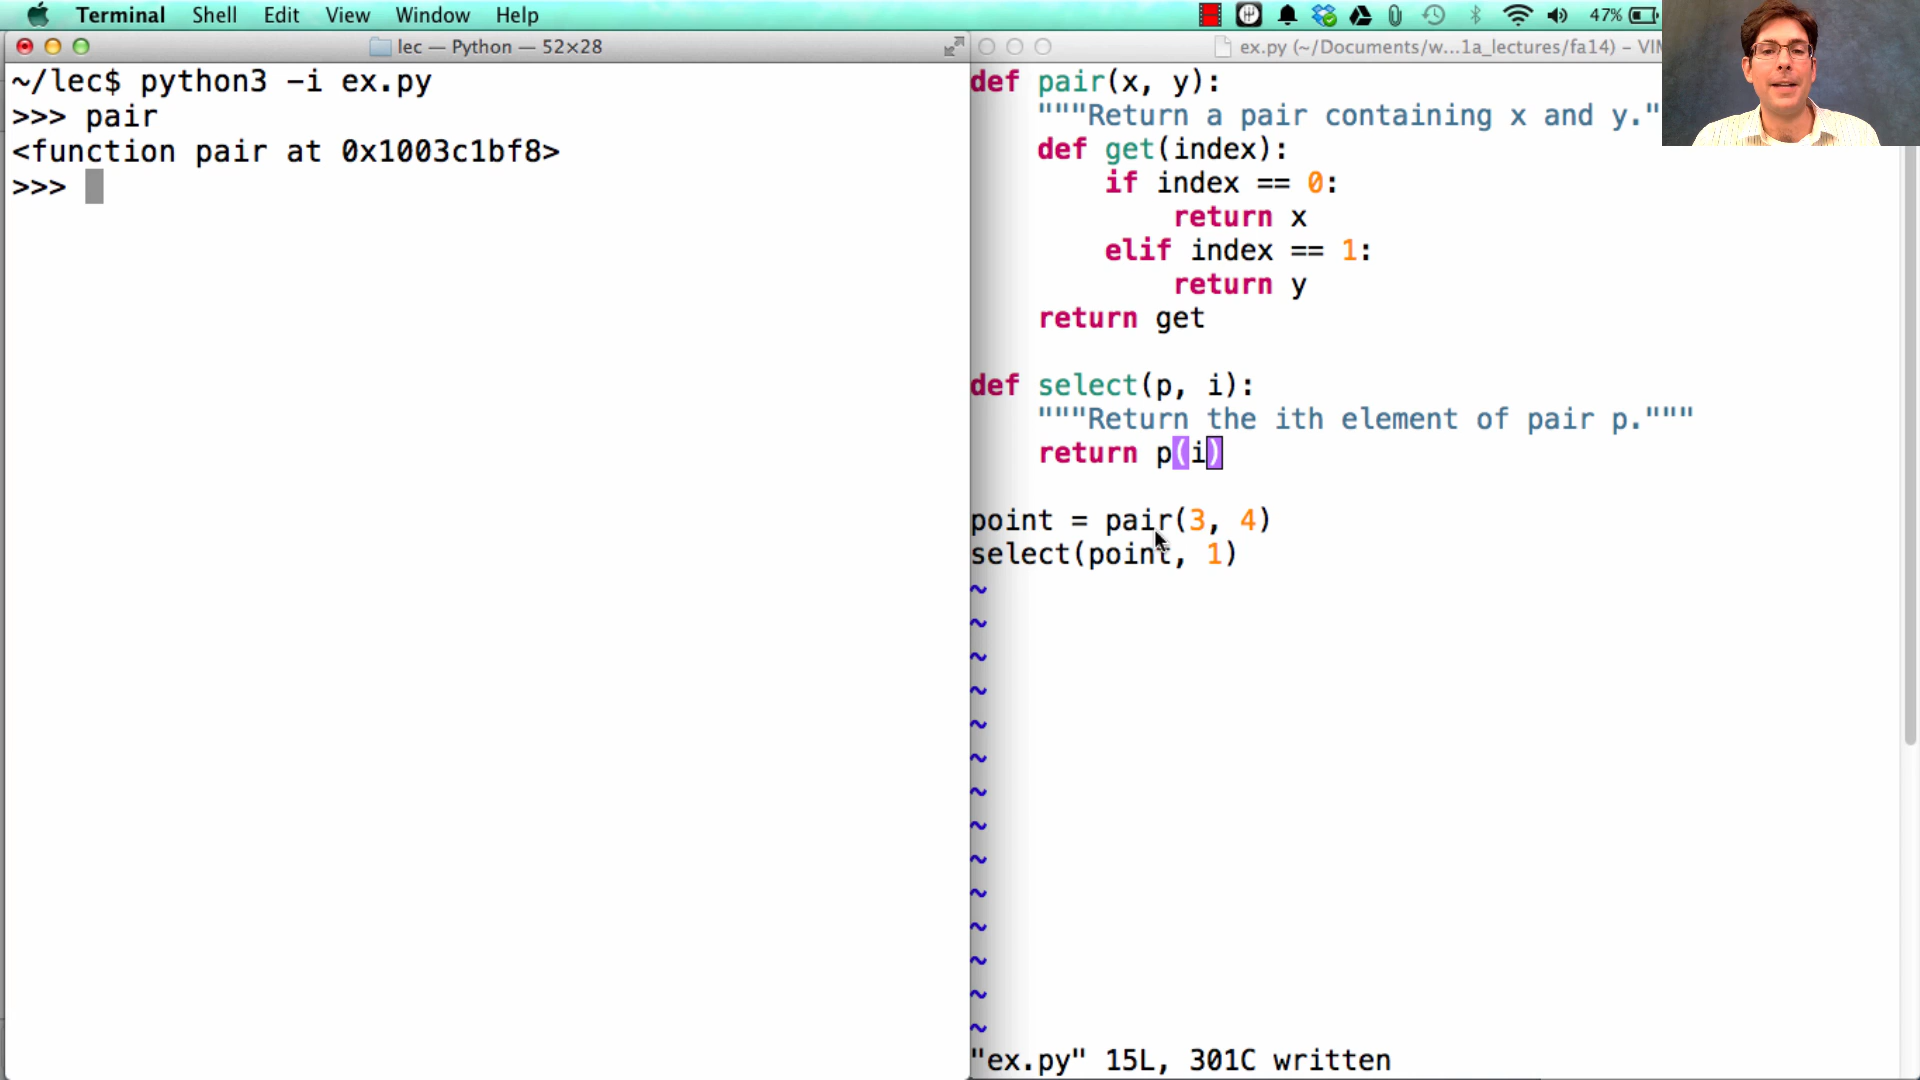 Terminal Shell Edit View Window Help 47%
lec — Python — 52×28
~/lec$ python3 -i ex.py
>>> pair
<function pair at 0x1003c1bf8>
>>>
ex.py (~/Documents/w...1a_lectures/fa14) – VI
def pair(x, y):
    """Return a pair containing x and y."
    def get(index):
        if index == 0:
            return x
        elif index == 1:
            return y
    return get
def select(p, i):
    """Return the ith element of pair p."""
    return p(i)
point = pair(3, 4)
select(point, 1)
~
~
~
~
~
~
~
~
~
~
~
~
~
~
"ex.py" 15L, 301C written